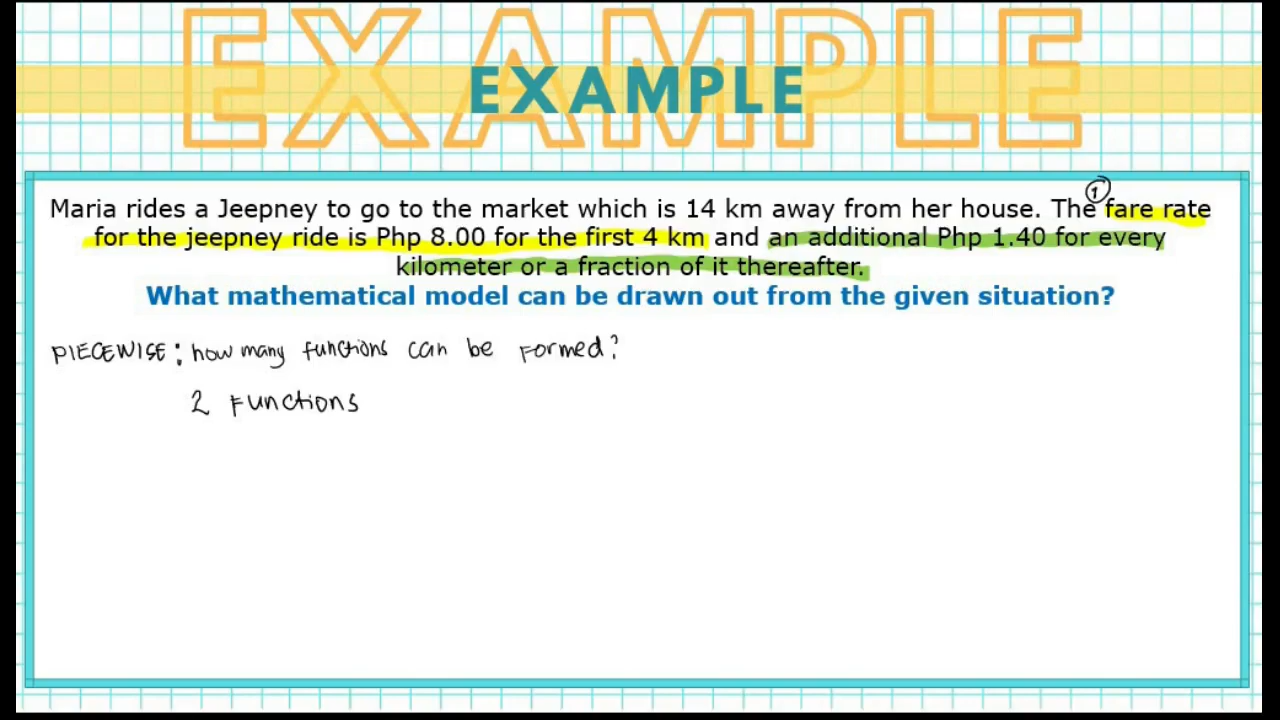 EXAMPLE
EXAMPLE
1
Maria rides a Jeepney to go to the market which is 14 km away from her house. The fare rate
for the jeepney ride is Php 8.00 for the first 4 km and an additional Php 1.40 for every
kilometer or a fraction of it thereafter.
What mathematical model can be drawn out from the given situation?
PIECEWISE: how many functions can be formed?
2 Functions